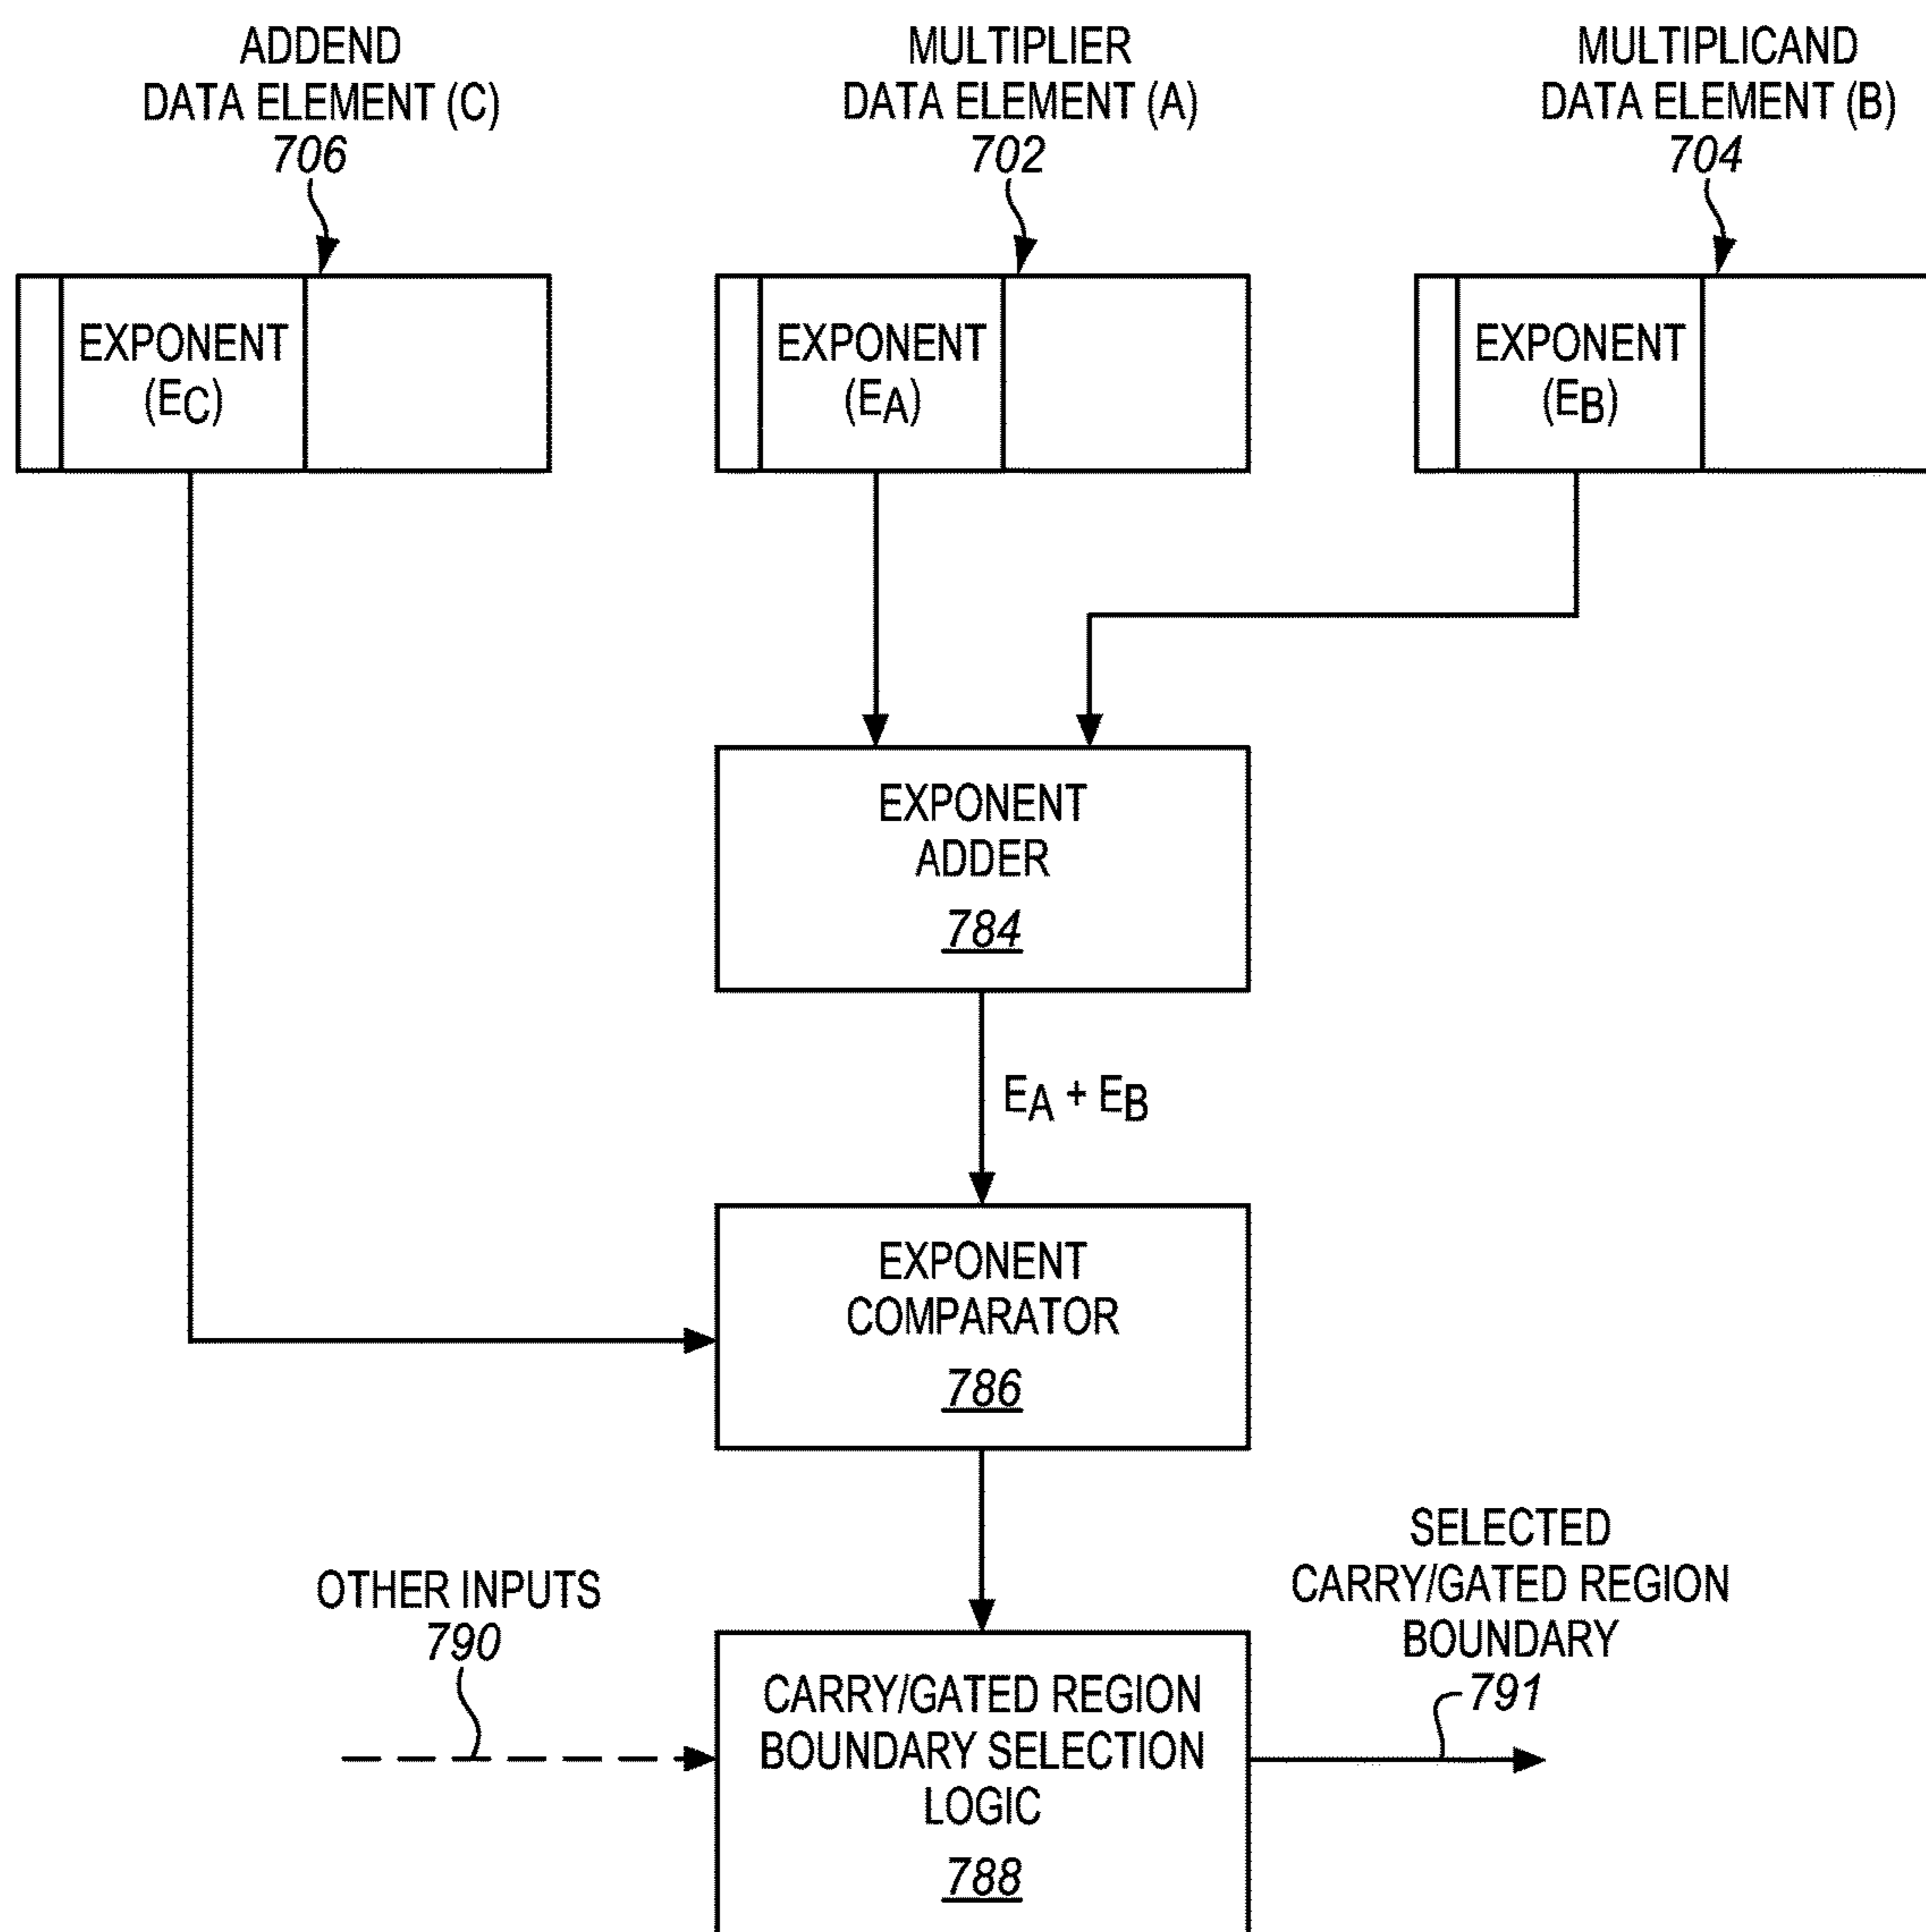 ADDEND
DATA ELEMENT (C)
706
MULTIPLIER
DATA ELEMENT (A)
702
MULTIPLICAND
DATA ELEMENT (B)
704
EXPONENT
(EC)
EXPONENT
(EA)
EXPONENT
(EB)
EXPONENT
ADDER
784
EA + EB
EXPONENT
COMPARATOR
786
OTHER INPUTS
790
CARRY/GATED REGION
BOUNDARY SELECTION
LOGIC
788
SELECTED
CARRY/GATED REGION
BOUNDARY
791